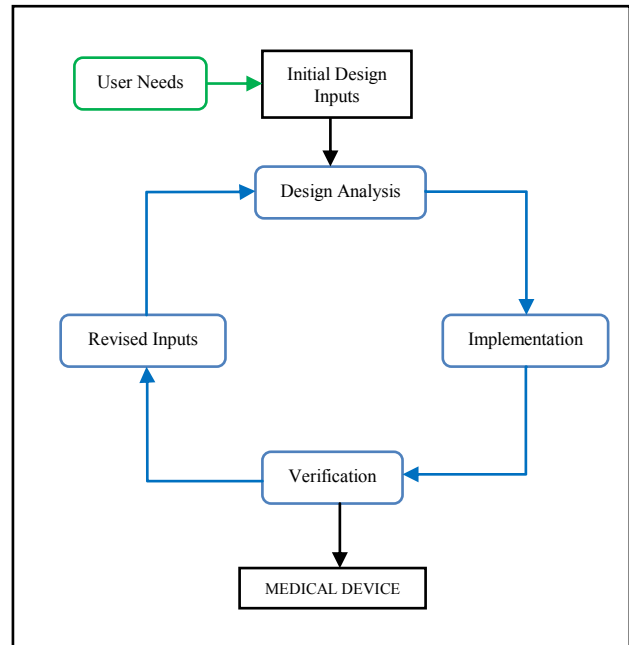 User Needs
Initial Design
Inputs
Design Analysis
Revised Inputs
Implementation
Verification
MEDICAL DEVICE